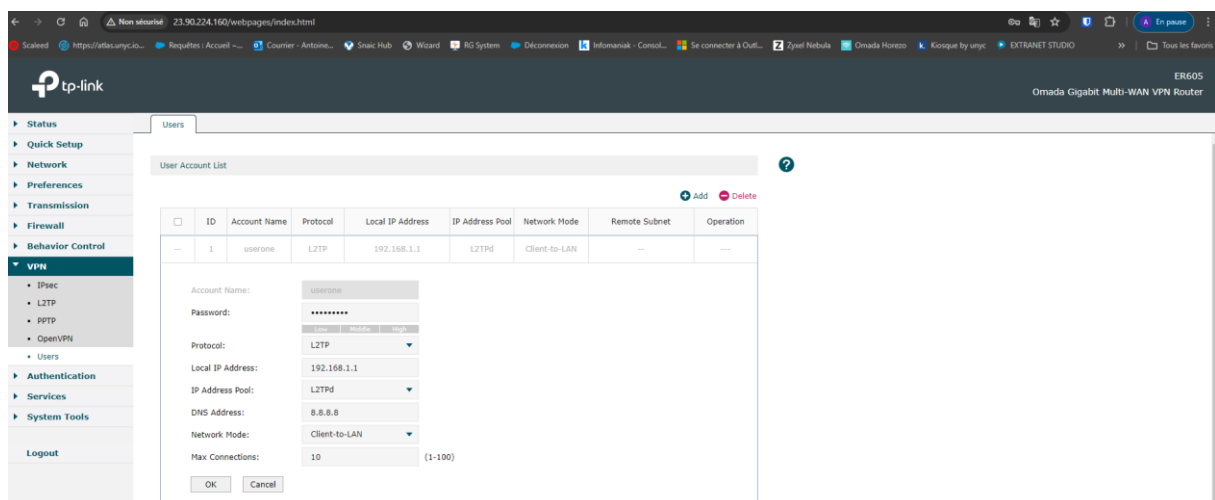 Non sécurisé 23.90.224.160/webpages/index.html En pause
Scaleed https://atlas.unyc.io... Requêtes : Accueil –... Courrier - Antoine... Snaic Hub Wizard RG System Déconnexion Infomaniak - Consol... Se connecter à Outl... Zyxel Nebula Omada Horezo Kiosque by unyc EXTRANET STUDIO » Tous les favoris
tp-link
ER605
Omada Gigabit Multi-WAN VPN Router
Status
Quick Setup
Network
Preferences
Transmission
Firewall
Behavior Control
VPN
IPsec
L2TP
PPTP
OpenVPN
Users
Authentication
Services
System Tools
Logout
Users
User Account List
Add Delete
ID Account Name Protocol Local IP Address IP Address Pool Network Mode Remote Subnet Operation
-- 1 userone L2TP 192.168.1.1 L2TPd Client-to-LAN -- ---
Account Name: userone
Password: •••••••••
Low Middle High
Protocol: L2TP
Local IP Address: 192.168.1.1
IP Address Pool: L2TPd
DNS Address: 8.8.8.8
Network Mode: Client-to-LAN
Max Connections: 10 (1-100)
OK Cancel